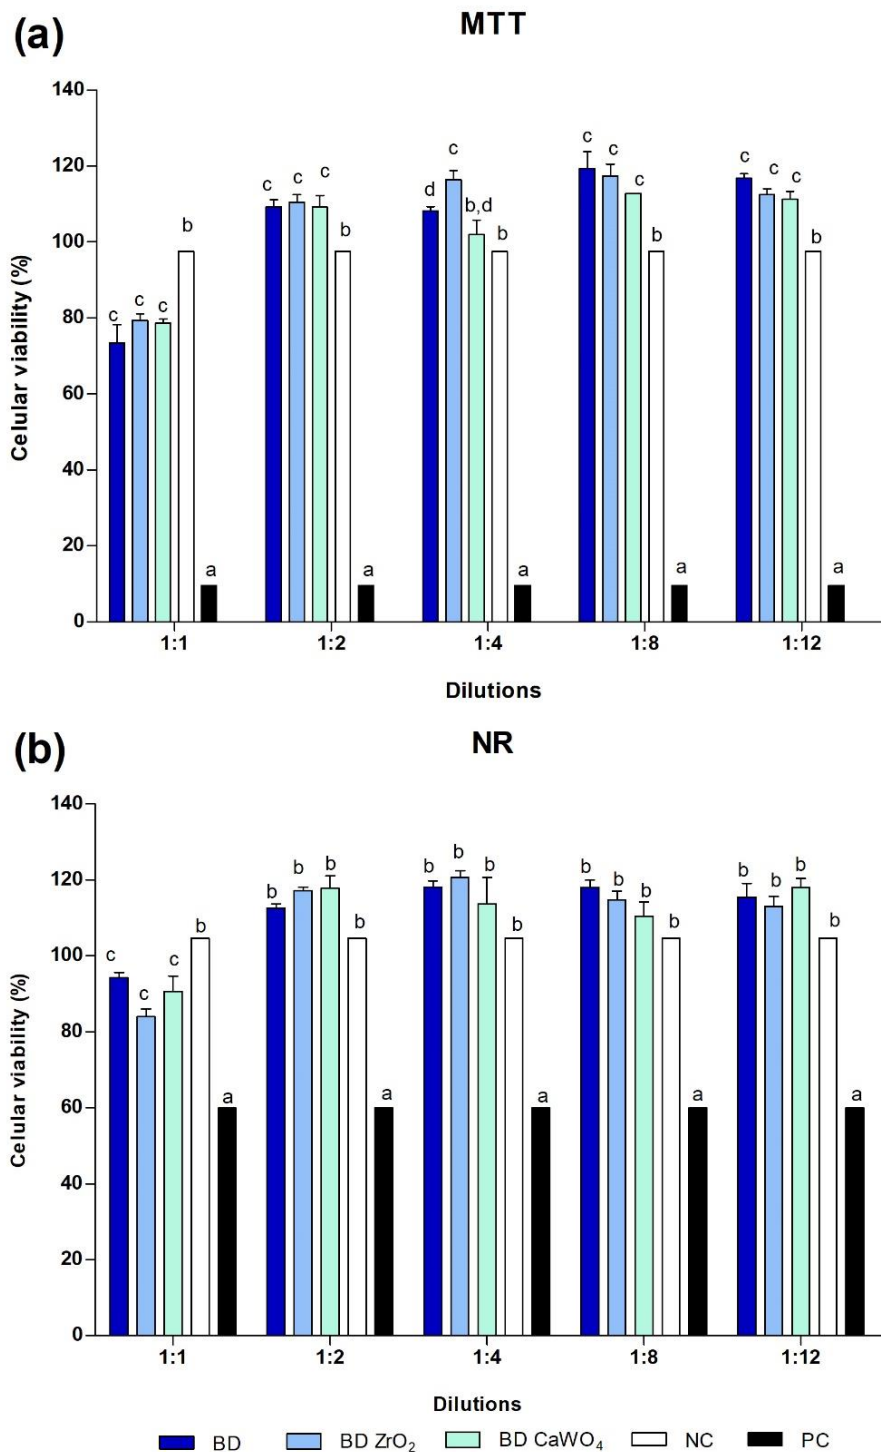 (a)
MTT
Celular viability (%)
140
120
100
80
60
40
20
0
c c c b a
c c c b a
d c b,d b a
c c c b a
c c c b a
1:1 1:2 1:4 1:8 1:12
Dilutions
(b)
NR
Celular viability (%)
140
120
100
80
60
40
20
0
c c c b a
b b b b a
b b b b a
b b b b a
b b b b a
1:1 1:2 1:4 1:8 1:12
Dilutions
BD BD ZrO₂ BD CaWO₄ NC PC